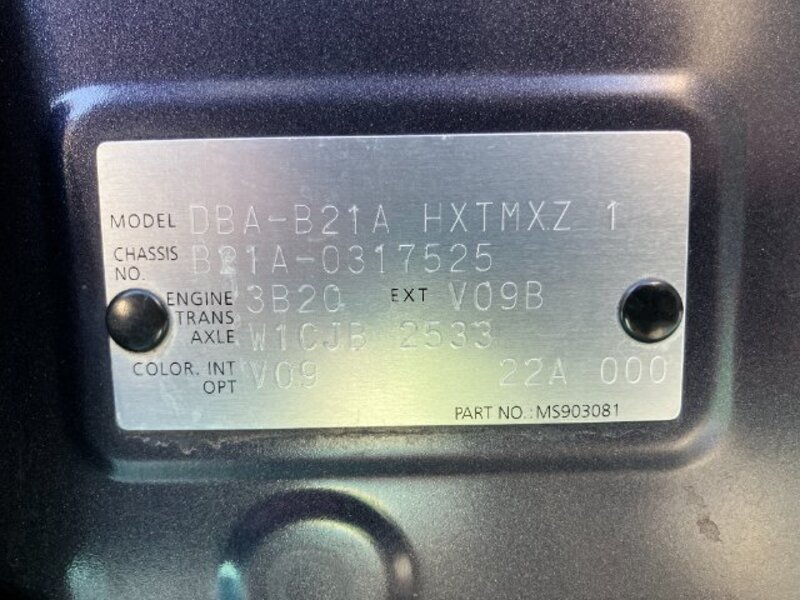 MODEL DBA-B21A HXTMXZ 1
CHASSIS NO. B21A-0317525
ENGINE 3B20 EXT V09B
TRANS AXLE W1CJB 2533
COLOR. INT OPT V09 22A 000
PART NO.: MS903081